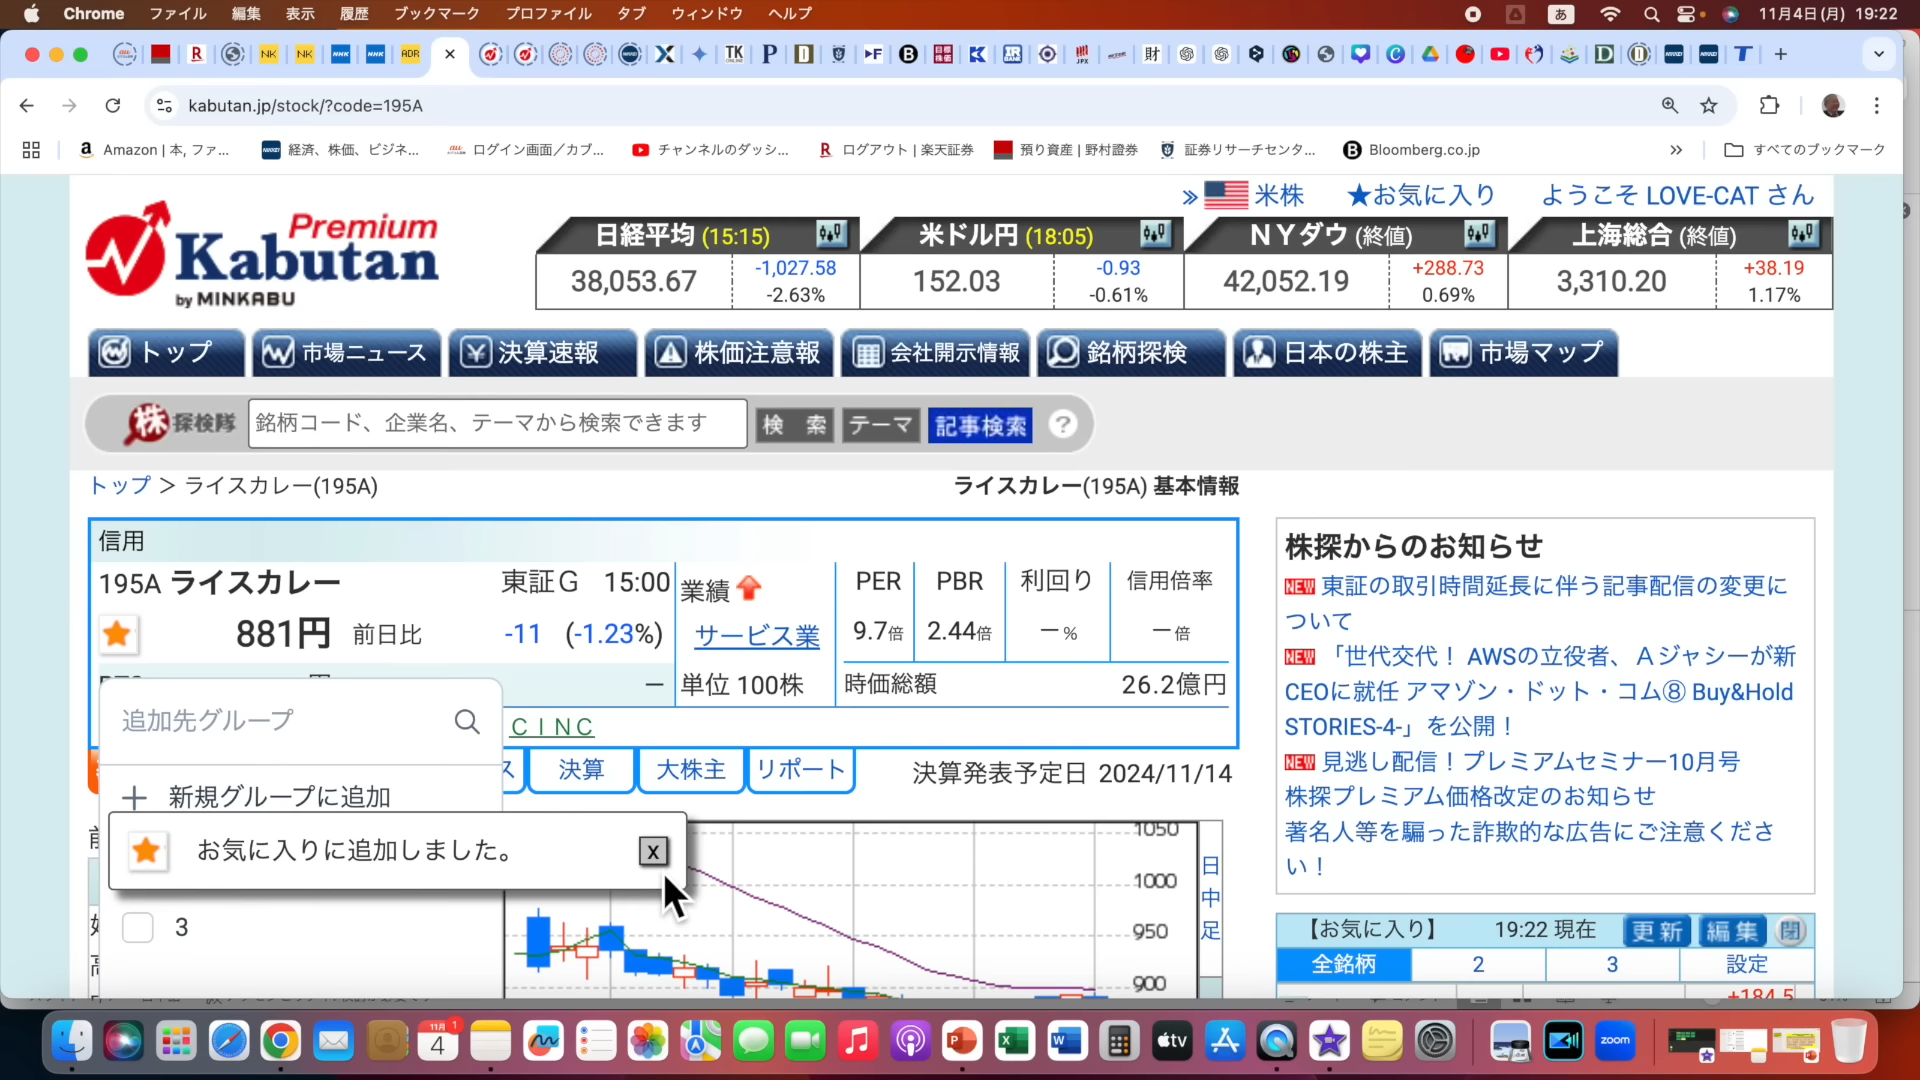 Chrome ファイル 編集 表示 履歴 ブックマーク プロファイル タブ ウィンドウ ヘルプ あ 11月4日(月) 19:22
kabutan.jp/stock/?code=195A
Amazon | 本, ファ... 経済、株価、ビジネ... ログイン画面／カブ... チャンネルのダッシ... ログアウト | 楽天証券 預り資産 | 野村證券 証券リサーチセンタ... Bloomberg.co.jp すべてのブックマーク
米株 ★お気に入り ようこそ LOVE-CAT さん
Premium
Kabutan
by MINKABU
日経平均 (15:15) 米ドル円 (18:05) ＮＹダウ (終値) 上海総合 (終値)
38,053.67 -1,027.58 -2.63% 152.03 -0.93 -0.61% 42,052.19 +288.73 0.69% 3,310.20 +38.19 1.17%
トップ 市場ニュース 決算速報 株価注意報 会社開示情報 銘柄探検 日本の株主 市場マップ
株探検隊 銘柄コード、企業名、テーマから検索できます 検 索 テーマ 記事検索 ?
トップ > ライスカレー(195A) ライスカレー(195A) 基本情報
信用
195A ライスカレー 東証Ｇ 15:00 業績 PER PBR 利回り 信用倍率
881円 前日比 -11 (-1.23%) サービス業 9.7倍 2.44倍 －% －倍
－ 単位 100株 時価総額 26.2億円
追加先グループ ＣＩＮＣ
ス 決算 大株主 リポート 決算発表予定日 2024/11/14
新規グループに追加
お気に入りに追加しました。 X
3
1050
1000
950
900
日
中
足
株探からのお知らせ
NEW 東証の取引時間延長に伴う記事配信の変更に
ついて
NEW 「世代交代！ AWSの立役者、Ａジャシーが新
CEOに就任 アマゾン・ドット・コム⑧ Buy&Hold
STORIES-4-」を公開！
NEW 見逃し配信！プレミアムセミナー10月号
株探プレミアム価格改定のお知らせ
著名人等を騙った詐欺的な広告にご注意くださ
い！
【お気に入り】 19:22 現在 更新 編集 閉
全銘柄 2 3 設定
+184.5
11月 4 1 tv zoom